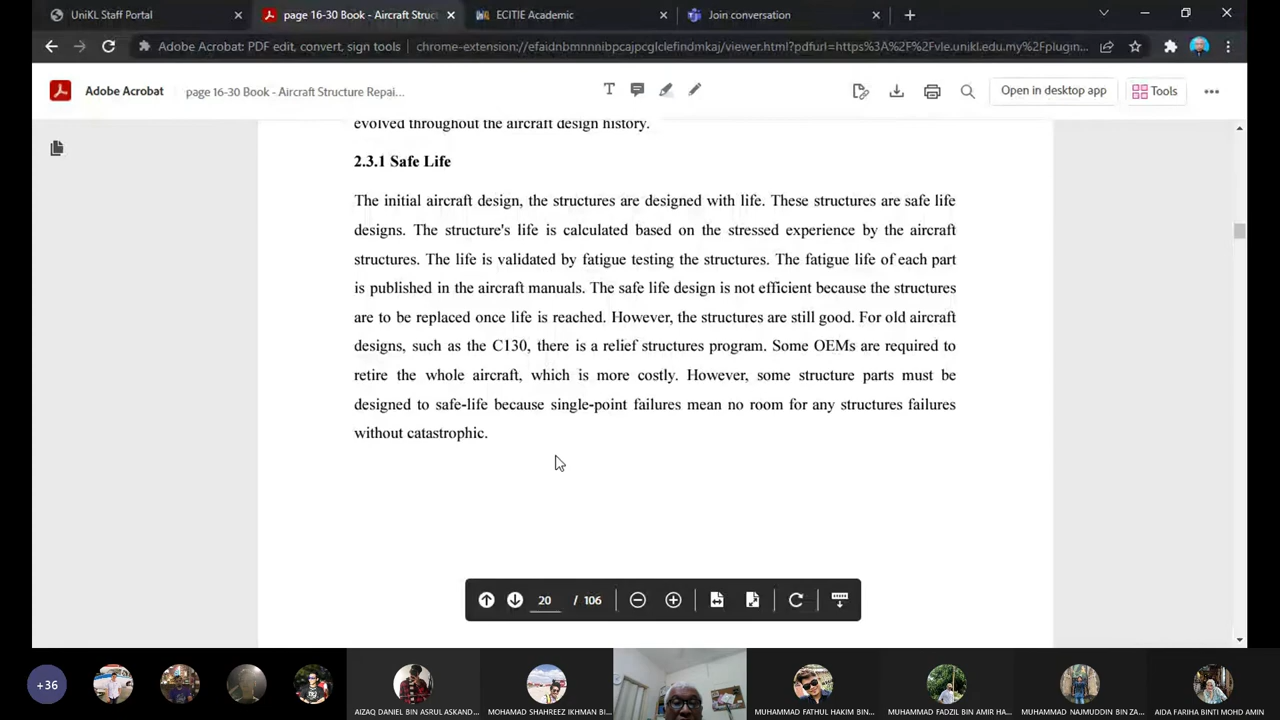 UniKL Staff Portal
page 16-30 Book - Aircraft Struc
ECITIE Academic
Join conversation
Adobe Acrobat: PDF edit, convert, sign tools
chrome-extension://efaidnbmnnnibpcajpcglclefindmkaj/viewer.html?pdfurl=https%3A%2F%2Fvle.unikl.edu.my%2Fplugin...
Adobe Acrobat
page 16-30 Book - Aircraft Structure Repai...
Open in desktop app
Tools
evolved throughout the aircraft design history.
2.3.1 Safe Life
The initial aircraft design, the structures are designed with life. These structures are safe life
designs. The structure's life is calculated based on the stressed experience by the aircraft
structures. The life is validated by fatigue testing the structures. The fatigue life of each part
is published in the aircraft manuals. The safe life design is not efficient because the structures
are to be replaced once life is reached. However, the structures are still good. For old aircraft
designs, such as the C130, there is a relief structures program. Some OEMs are required to
retire the whole aircraft, which is more costly. However, some structure parts must be
designed to safe-life because single-point failures mean no room for any structures failures
without catastrophic.
20 / 106
+36
AIZAQ DANIEL BIN ASRUL ASKAND...
MOHAMAD SHAHREEZ IKHMAN BI...
MUHAMMAD FATHUL HAKIM BIN...
MUHAMMAD FADZIL BIN AMIR HA...
MUHAMMAD NAJMUDDIN BIN ZA...
AIDA FARIHA BINTI MOHD AMIN